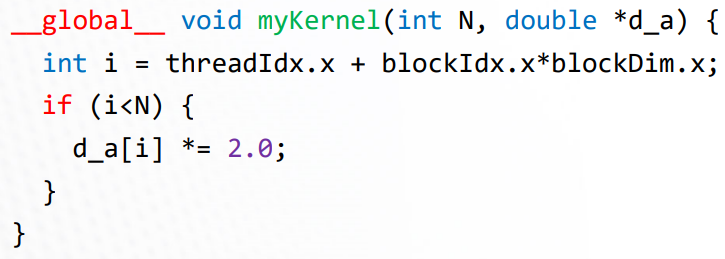 __global__ void myKernel(int N, double *d_a) {
  int i = threadIdx.x + blockIdx.x*blockDim.x;
  if (i<N) {
    d_a[i] *= 2.0;
  }
}